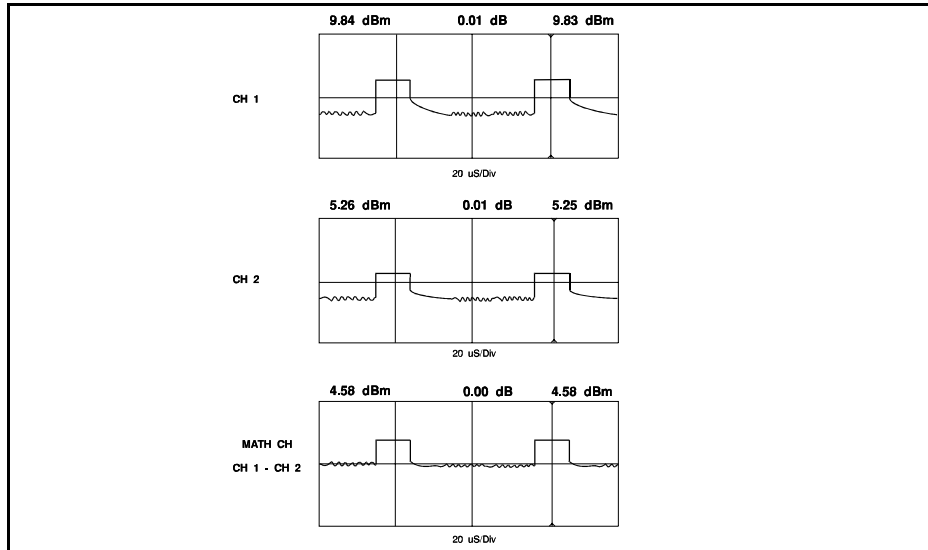 9.84 dBm 0.01 dB 9.83 dBm
CH 1
20 uS/Div
5.26 dBm 0.01 dB 5.25 dBm
CH 2
20 uS/Div
4.58 dBm 0.00 dB 4.58 dBm
MATH CH
CH 1 - CH 2
20 uS/Div